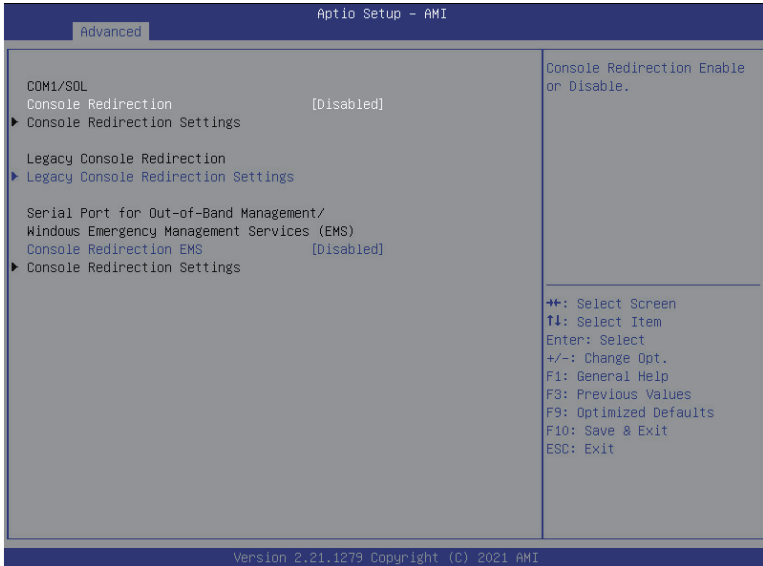 Aptio Setup – AMI
Advanced
COM1/SOL
Console Redirection [Disabled]
▶ Console Redirection Settings
Legacy Console Redirection
▶ Legacy Console Redirection Settings
Serial Port for Out-of-Band Management/
Windows Emergency Management Services (EMS)
Console Redirection EMS [Disabled]
▶ Console Redirection Settings
Console Redirection Enable
or Disable.
→←: Select Screen
↑↓: Select Item
Enter: Select
+/-: Change Opt.
F1: General Help
F3: Previous Values
F9: Optimized Defaults
F10: Save & Exit
ESC: Exit
Version 2.21.1279 Copyright (C) 2021 AMI